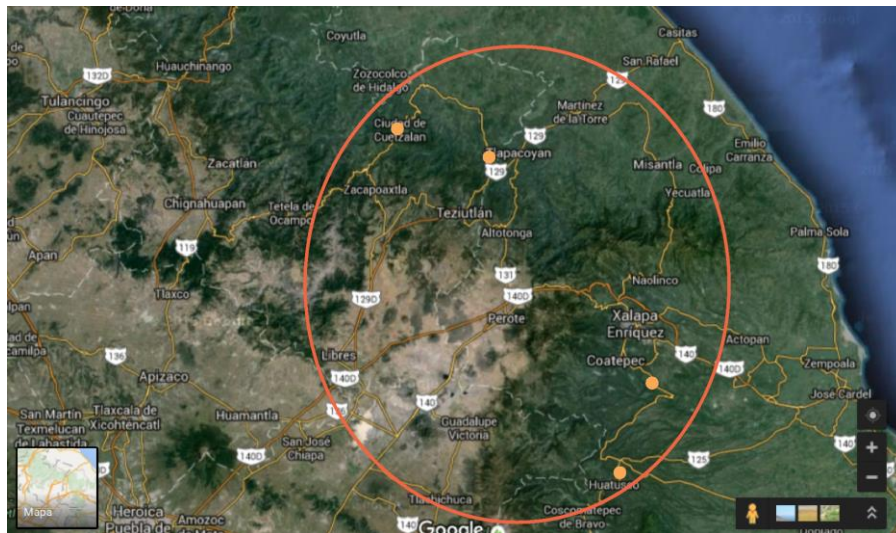 Coyutla
Casitas
Huauchinango
Zozocolco
de Hidalgo
San Rafael
132D
129
Tulancingo
Cuautepec
de Hinojosa
Ciudad de
Cuetzalan
Martínez
de la Torre
180
129
Tlapacoyan
129
Emilio
Carranza
Zacatlán
Misantla
Colipa
Zacapoaxtla
Yecuatla
Chignahuapan
Tetela de
Ocampo
Teziutlán
Altotonga
Palma Sola
119
Apan
131
180
Tlaxco
129D
140D
Naolinco
Perote
Xalapa
Enríquez
136
Libres
Coatepec
140
Actopan
Apizaco
140D
140D
Zempoala
San Martín
Texmelucan
de Labastida
Tlaxcala de
Xicohténcatl
Huamantla
140
José Cardel
Guadalupe
Victoria
San José
Chiapa
140D
125
140
Mapa
Huatusco
Tlachichuca
Coscomatepec
de Bravo
Heroica
Puebla de
Amozoc
140
Google